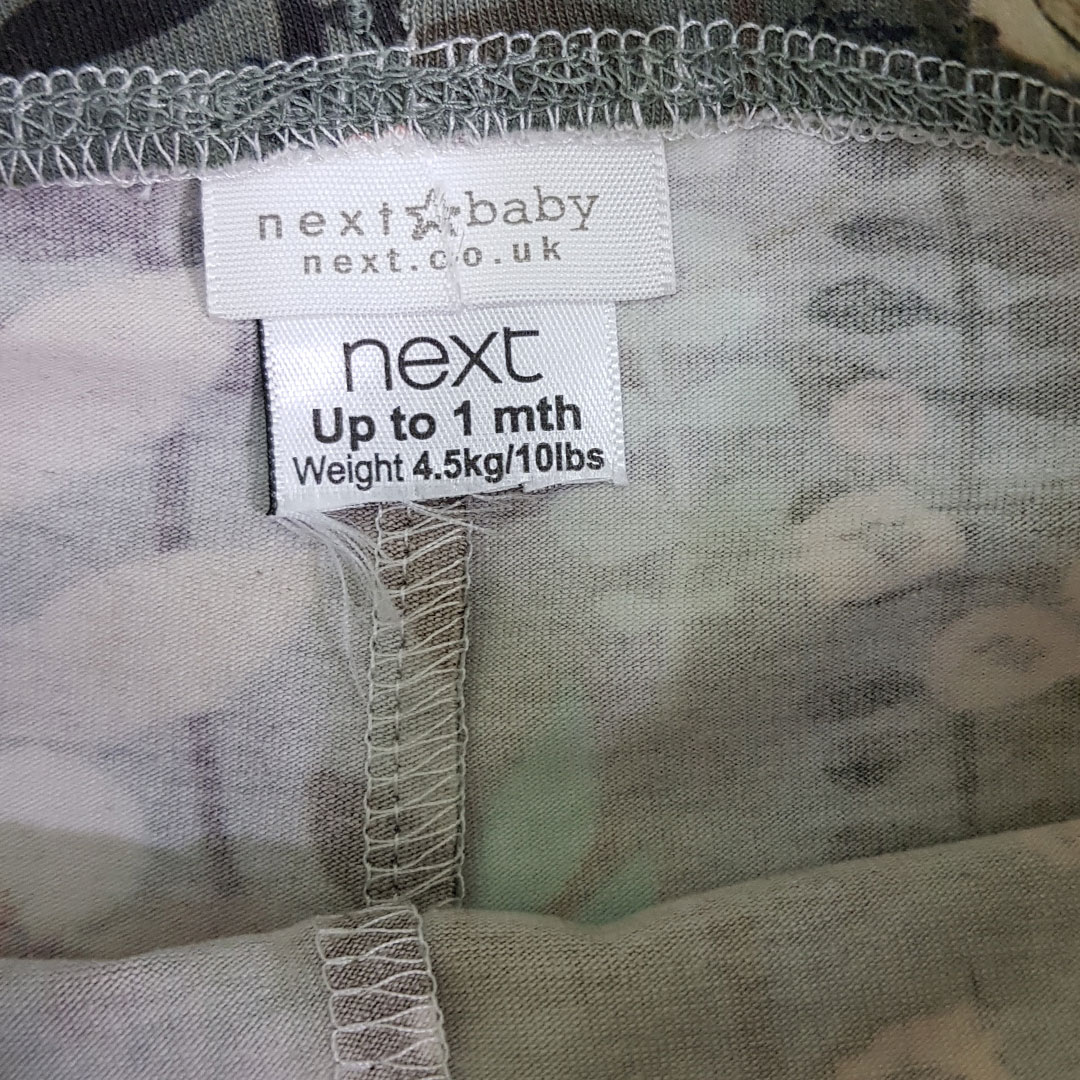 next baby
next.co.uk
next
Up to 1 mth
Weight 4.5kg/10lbs